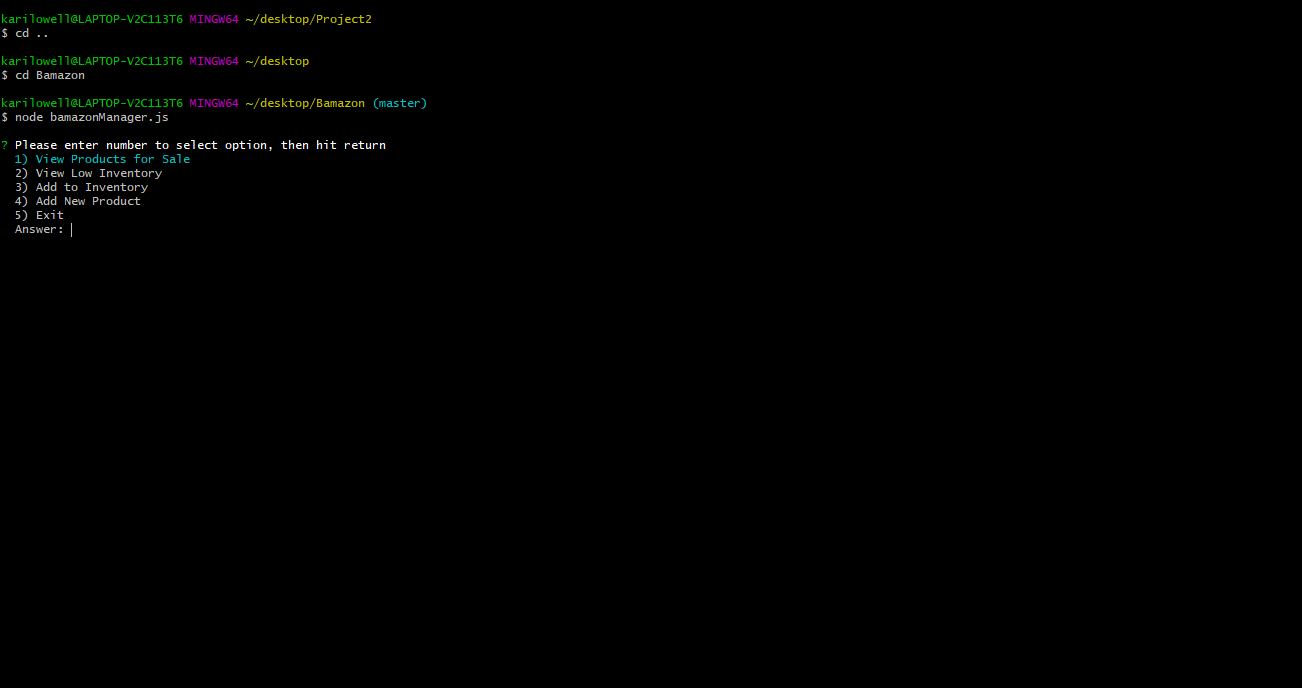 karilowell@LAPTOP-V2C113T6 MINGW64 ~/desktop/Project2
$ cd ..
karilowell@LAPTOP-V2C113T6 MINGW64 ~/desktop
$ cd Bamazon
karilowell@LAPTOP-V2C113T6 MINGW64 ~/desktop/Bamazon (master)
$ node bamazonManager.js
? Please enter number to select option, then hit return
1) View Products for Sale
2) View Low Inventory
3) Add to Inventory
4) Add New Product
5) Exit
Answer: